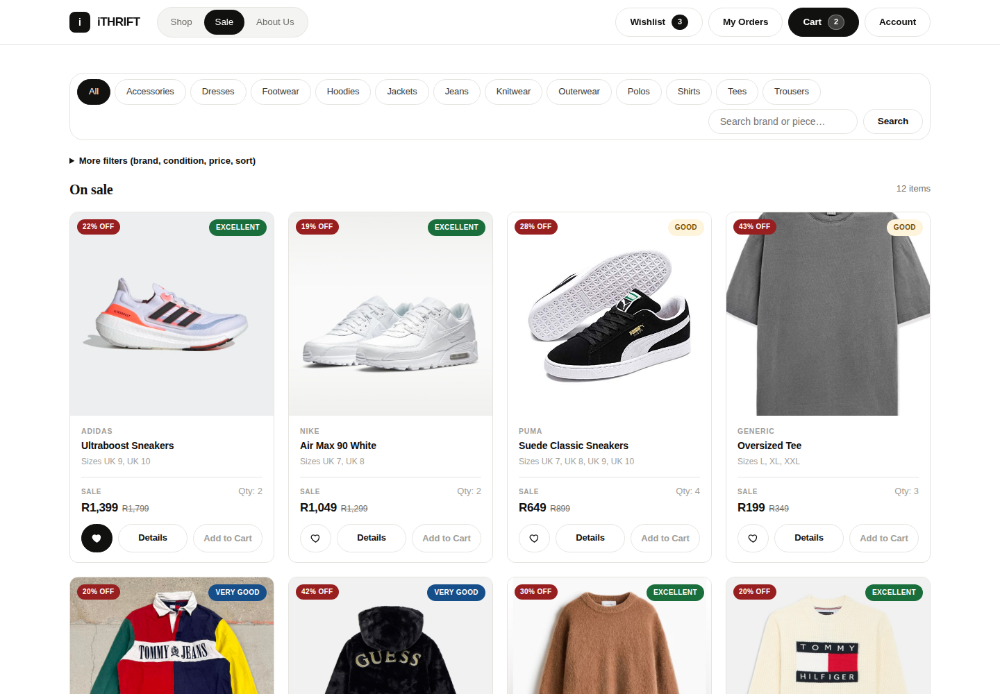 i iTHRIFT Shop Sale About Us Wishlist 3 My Orders Cart 2 Account
All Accessories Dresses Footwear Hoodies Jackets Jeans Knitwear Outerwear Polos Shirts Tees Trousers
Search brand or piece… Search
More filters (brand, condition, price, sort)
On sale 12 items
22% OFF EXCELLENT
ADIDAS
Ultraboost Sneakers
Sizes UK 9, UK 10
SALE Qty: 2
R1,399 R1,799
Details Add to Cart
19% OFF EXCELLENT
NIKE
Air Max 90 White
Sizes UK 7, UK 8
SALE Qty: 2
R1,049 R1,299
Details Add to Cart
28% OFF GOOD
PUMA
Suede Classic Sneakers
Sizes UK 7, UK 8, UK 9, UK 10
SALE Qty: 4
R649 R899
Details Add to Cart
43% OFF GOOD
GENERIC
Oversized Tee
Sizes L, XL, XXL
SALE Qty: 3
R199 R349
Details Add to Cart
20% OFF VERY GOOD
TOMMY JEANS
42% OFF VERY GOOD
GUESS
30% OFF EXCELLENT
20% OFF EXCELLENT
TOMMY
HILFIGER